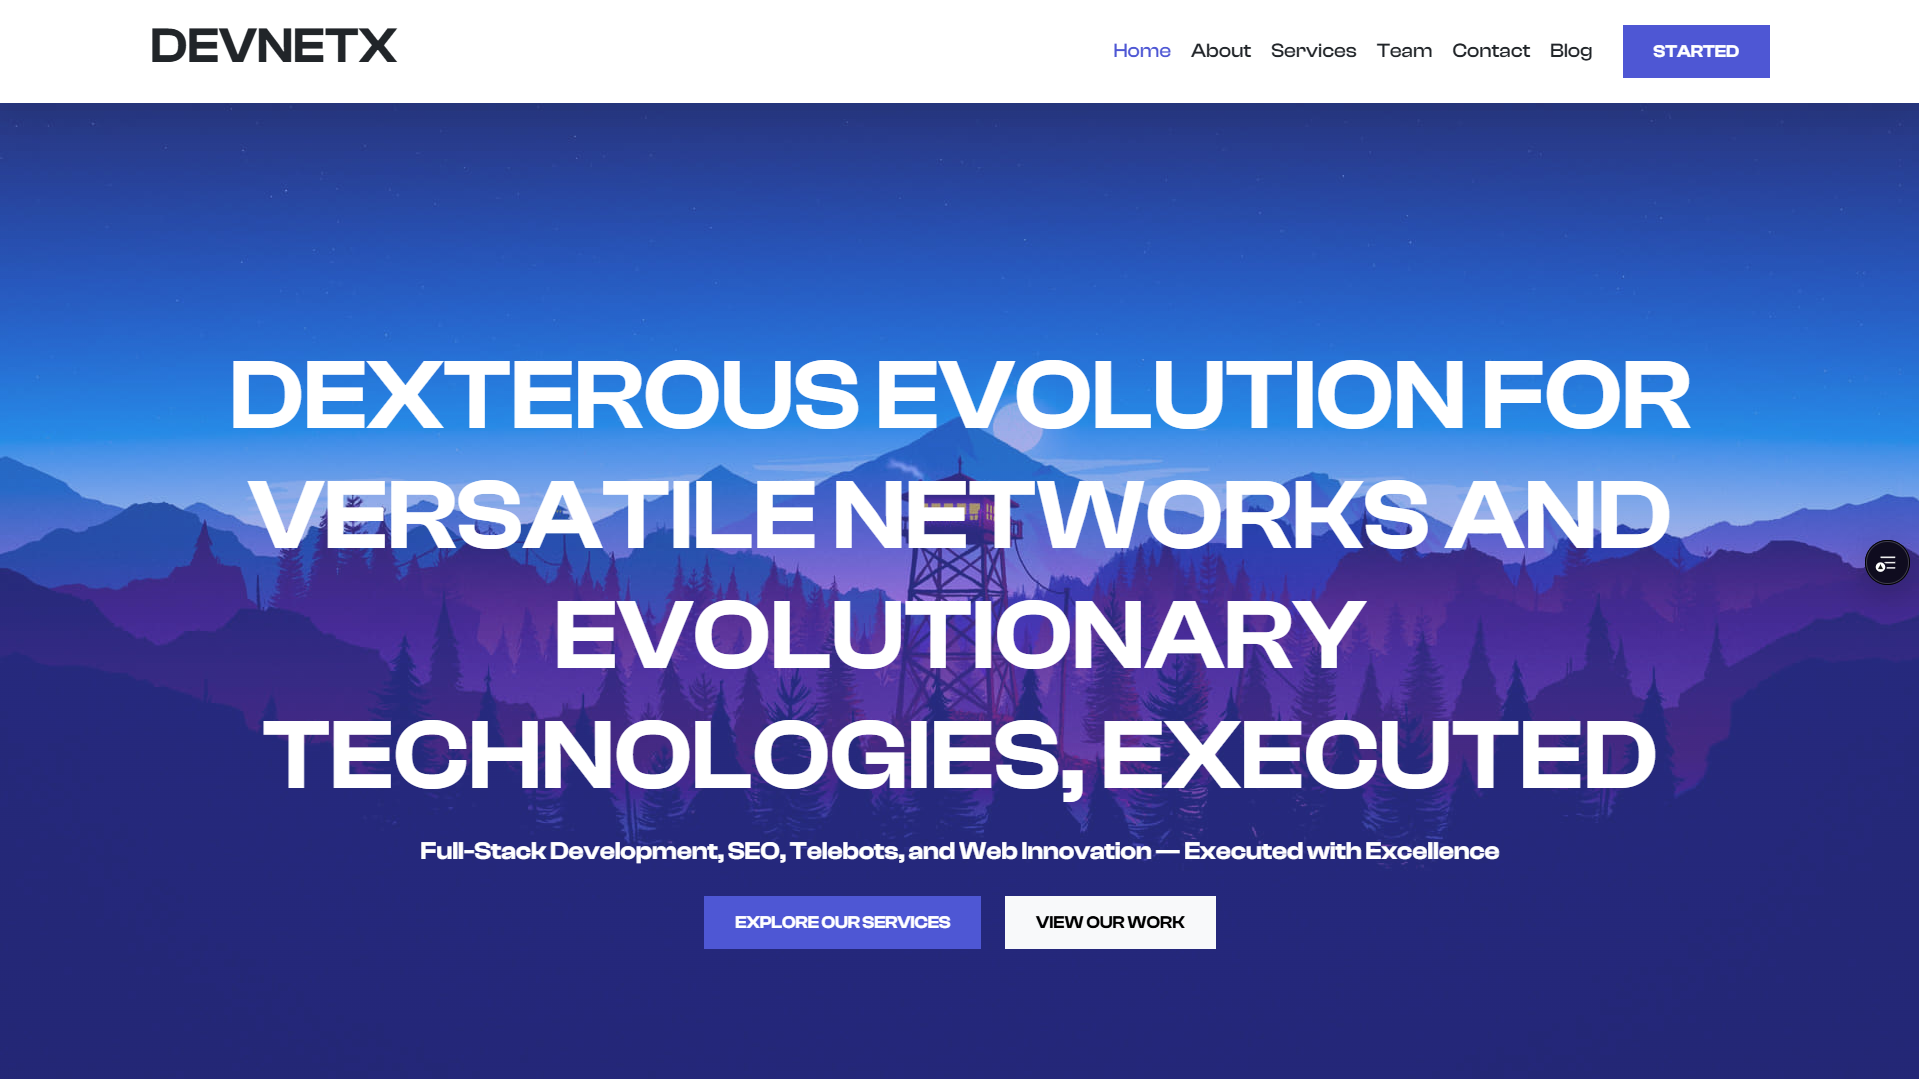 DEVNETX
Home About Services Team Contact Blog STARTED
DEXTEROUS EVOLUTION FOR
VERSATILE NETWORKS AND
EVOLUTIONARY
TECHNOLOGIES, EXECUTED
Full-Stack Development, SEO, Telebots, and Web Innovation — Executed with Excellence
EXPLORE OUR SERVICES VIEW OUR WORK